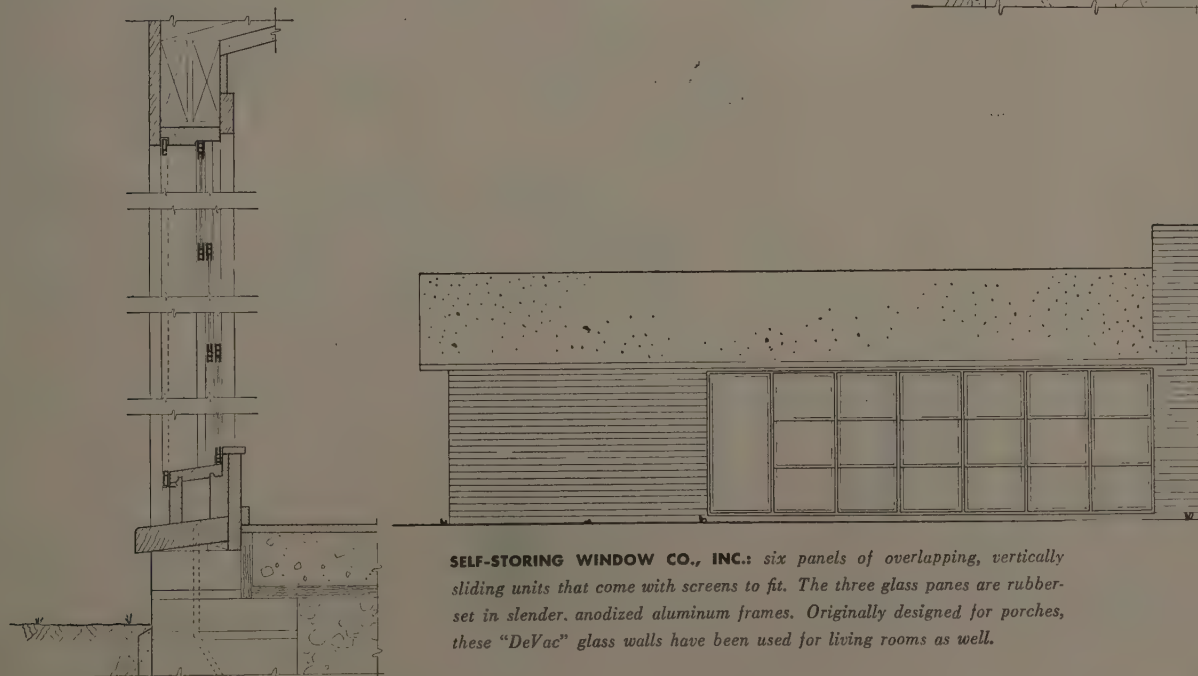 SELF-STORING WINDOW CO., INC.: six panels of overlapping, vertically
sliding units that come with screens to fit. The three glass panes are rubber-
set in slender. anodized aluminum frames. Originally designed for porches,
these “DeVac” glass walls have been used for living rooms as well.